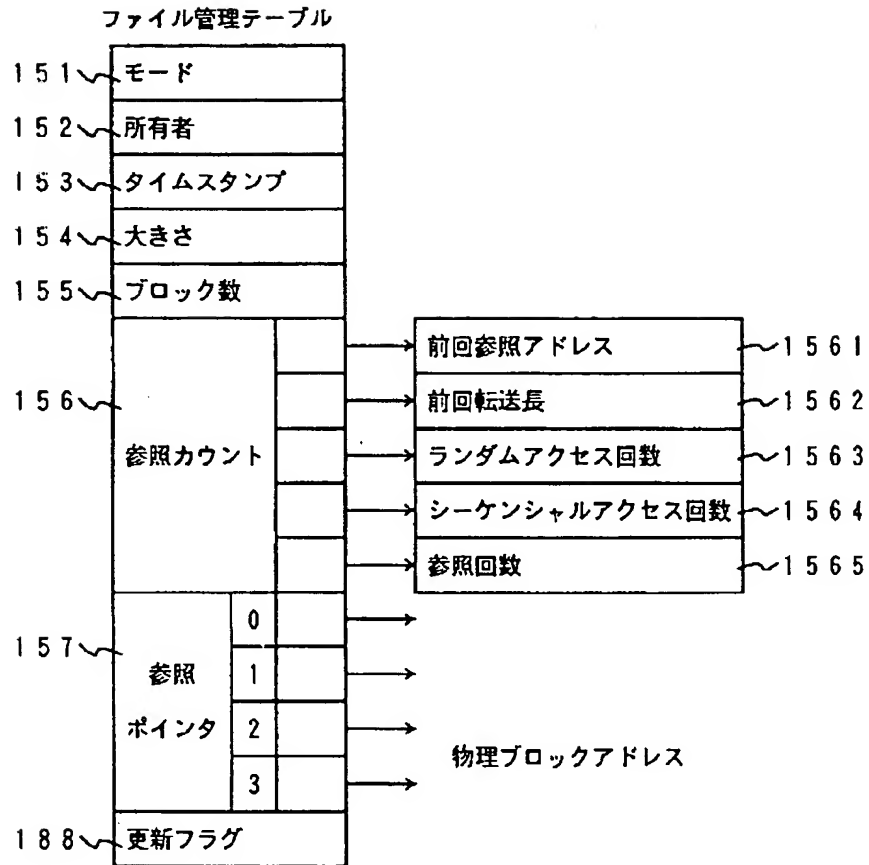 ファイル管理テーブル
151 モード
152 所有者
153 タイムスタンプ
154 大きさ
155 ブロック数
前回参照アドレス 1561
156 前回転送長 1562
参照カウント ランダムアクセス回数 1563
シーケンシャルアクセス回数 1564
参照回数 1565
0
157 参照 1
ポインタ 2
物理ブロックアドレス
3
188 更新フラグ